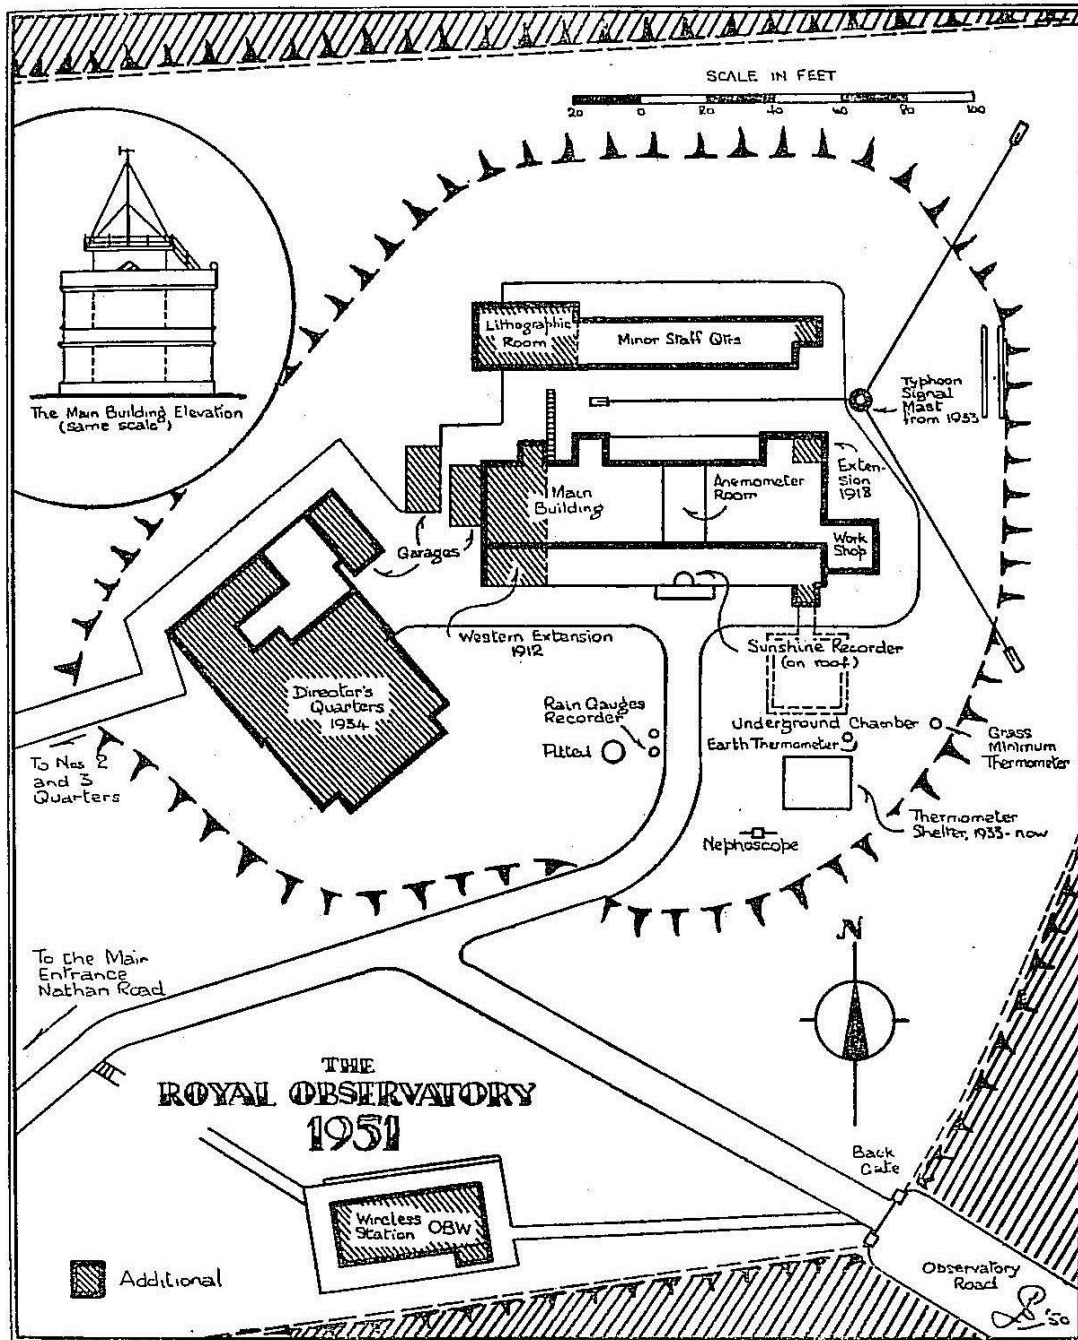 SCALE IN FEET
20 0 20 40 60 80 100
The Main Building Elevation
(same scale)
Lithographic
Room
Minor Staff Qtrs
Typhoon
Signal
Mast
from 1933
Exten-
sion
1918
Main
Building
Anemometer
Room
Work
Shop
Garages
Western Extension
1912
Sunshine Recorder
(on roof)
Director's
Quarters
1934
Rain Gauges
Recorder
Pitted
Underground Chamber
Earth Thermometer
Grass
Minimum
Thermometer
To Nos 2
and 3
Quarters
Thermometer
Shelter, 1933-now
Nephoscope
N
To the Main
Entrance
Nathan Road
THE
ROYAL OBSERVATORY
1951
Back
Gate
Wireless
Station OBW
Additional
Observatory
Road
'50